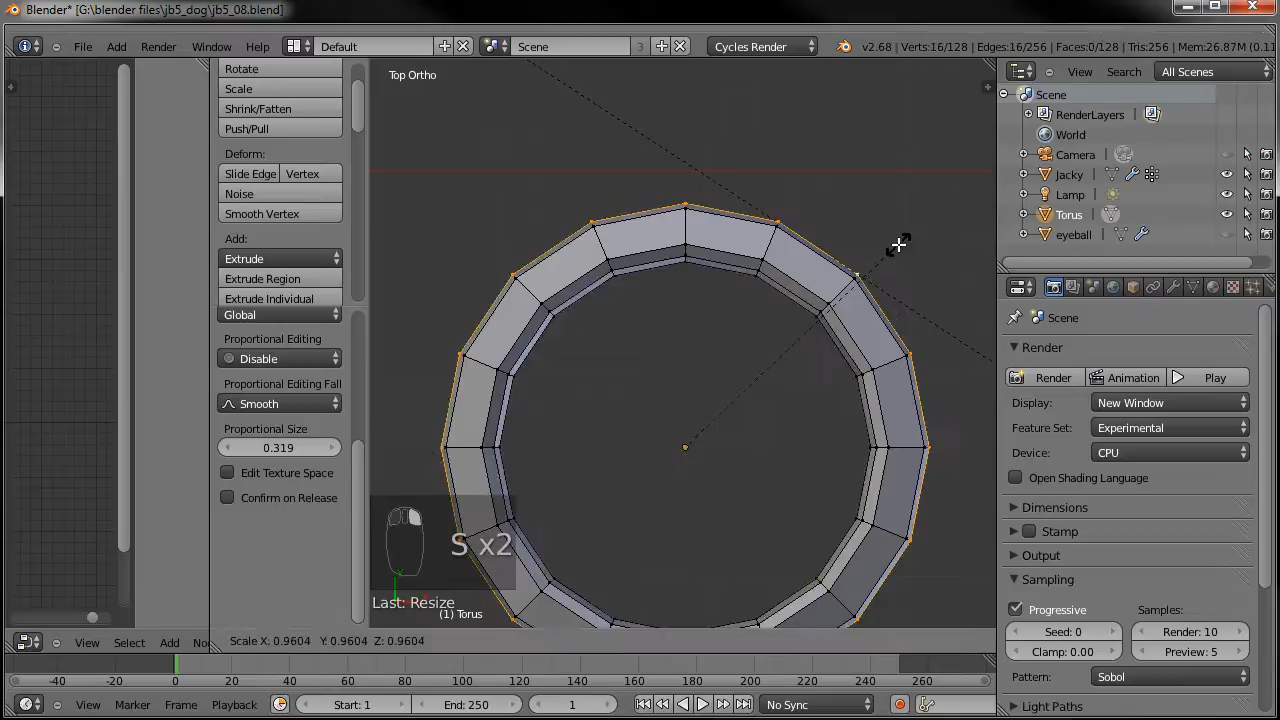 Blender* [G:\blender files\jb5_dog\jb5_08.blend]
File Add Render Window Help Default Scene 3 Cycles Render v2.68 | Verts:16/128 | Edges:16/256 | Faces:0/128 | Tris:256 | Mem:26.87M (0.11
Rotate
Scale
Shrink/Fatten
Push/Pull
Deform:
Slide Edge Vertex
Noise
Smooth Vertex
Add:
Extrude
Extrude Region
Extrude Individual
Global
Proportional Editing
Disable
Proportional Editing Fall
Smooth
Proportional Size
0.319
Edit Texture Space
Confirm on Release
Top Ortho
S x2
Last: Resize
(1) Torus
View Search All Scenes
Scene
RenderLayers
World
Camera
Jacky
Lamp
Torus
eyeball
Scene
Render
Render Animation Play
Display: New Window
Feature Set: Experimental
Device: CPU
Open Shading Language
Dimensions
Stamp
Output
Sampling
Progressive Samples:
Seed: 0 Render: 10
Clamp: 0.00 Preview: 5
Pattern: Sobol
Light Paths
View Select Add No Scale X: 0.9604 Y: 0.9604 Z: 0.9604
-40 -20 0 20 40 60 80 100 120 140 160 180 200 220 240 260
View Marker Frame Playback Start: 1 End: 250 1 No Sync